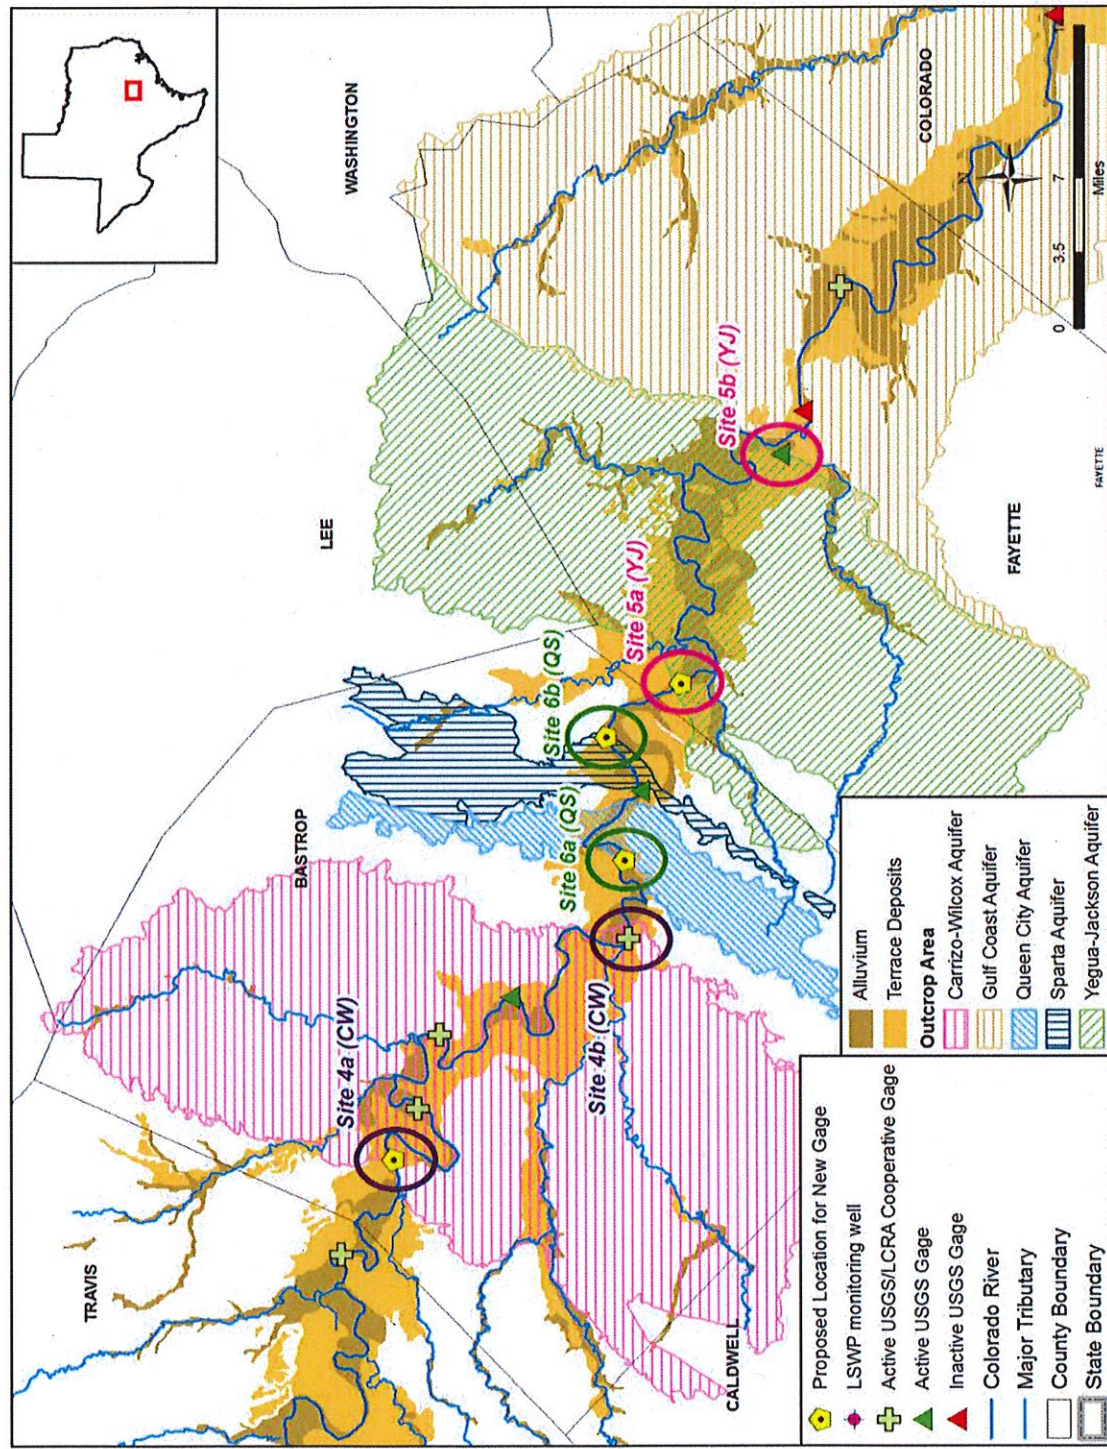 WASHINGTON
COLORADO
LEE
FAYETTE
FAYETTE
BASTROP
TRAVIS
CALDWELL
Site 5b (YJ)
Site 5a (YJ)
Site 6b (QS)
Site 6a (QS)
Site 4b (CW)
Site 4a (CW)
N
0 3.5 7
Miles
Proposed Location for New Gage
LSWP monitoring well
Active USGS/LCRA Cooperative Gage
Active USGS Gage
Inactive USGS Gage
Colorado River
Major Tributary
County Boundary
State Boundary
Alluvium
Terrace Deposits
Outcrop Area
Carrizo-Wilcox Aquifer
Gulf Coast Aquifer
Queen City Aquifer
Sparta Aquifer
Yegua-Jackson Aquifer